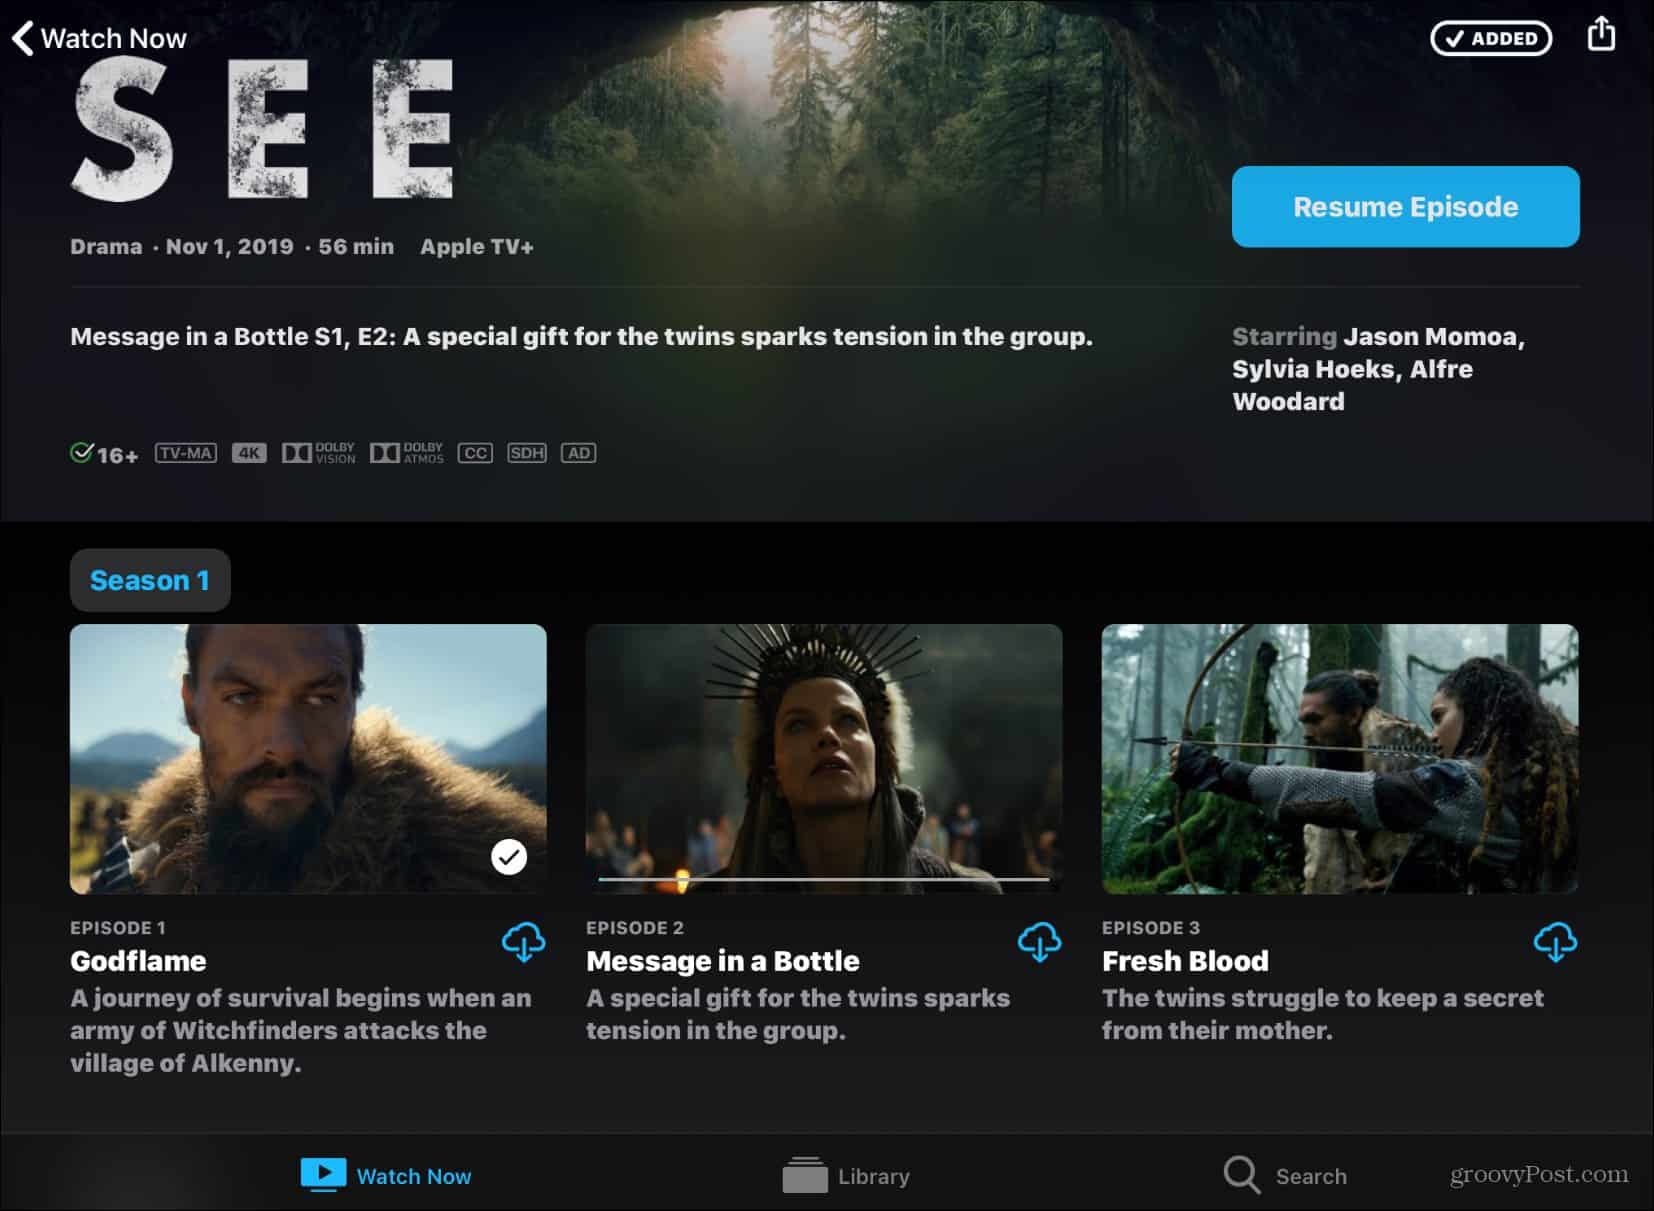 Watch Now
ADDED
SEE
Resume Episode
Drama · Nov 1, 2019 · 56 min Apple TV+
Message in a Bottle S1, E2: A special gift for the twins sparks tension in the group.
Starring Jason Momoa,
Sylvia Hoeks, Alfre
Woodard
16+ TV-MA 4K DOLBY VISION DOLBY ATMOS CC SDH AD
Season 1
EPISODE 1
Godflame
A journey of survival begins when an
army of Witchfinders attacks the
village of Alkenny.
EPISODE 2
Message in a Bottle
A special gift for the twins sparks
tension in the group.
EPISODE 3
Fresh Blood
The twins struggle to keep a secret
from their mother.
Watch Now
Library
Search
groovyPost.com